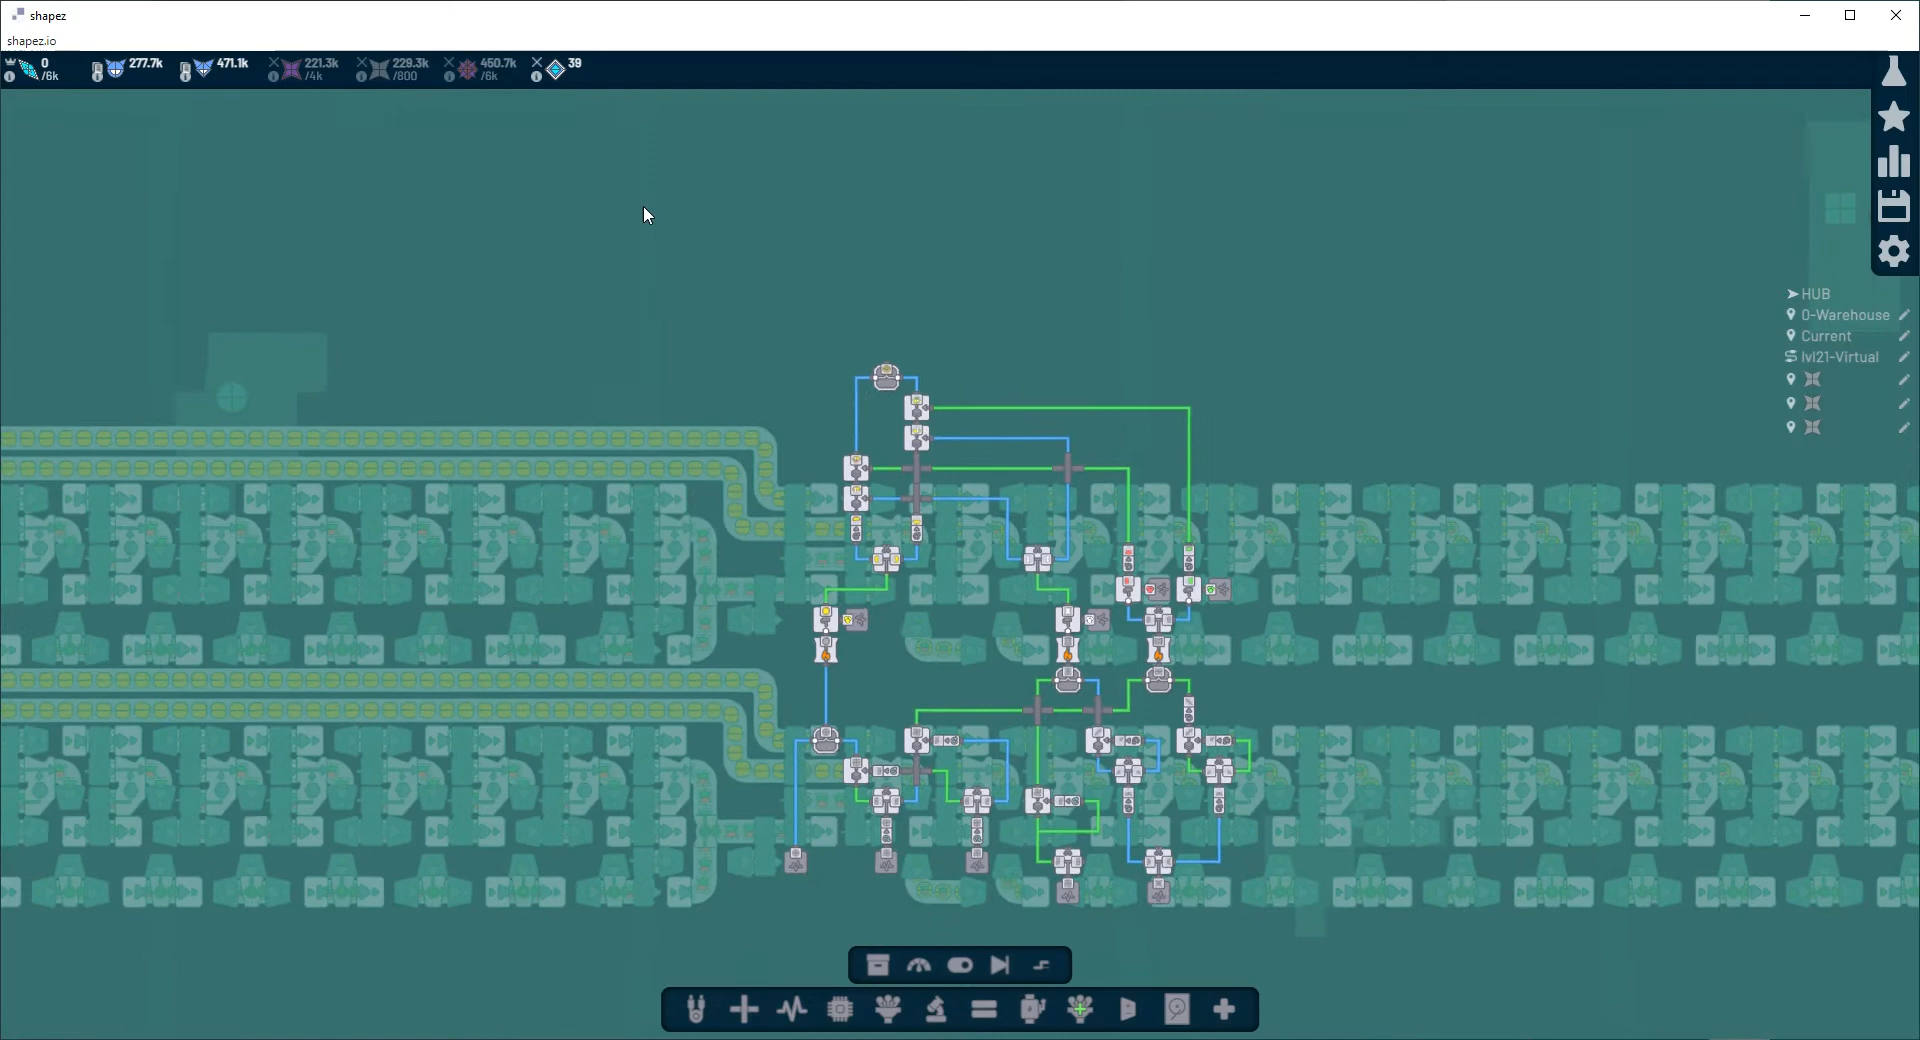 shapez
shapez.io
0
/6k
277.7k
471.1k
221.3k
/4k
229.3k
/800
450.7k
/6k
39
HUB
0-Warehouse
Current
lvl21-Virtual